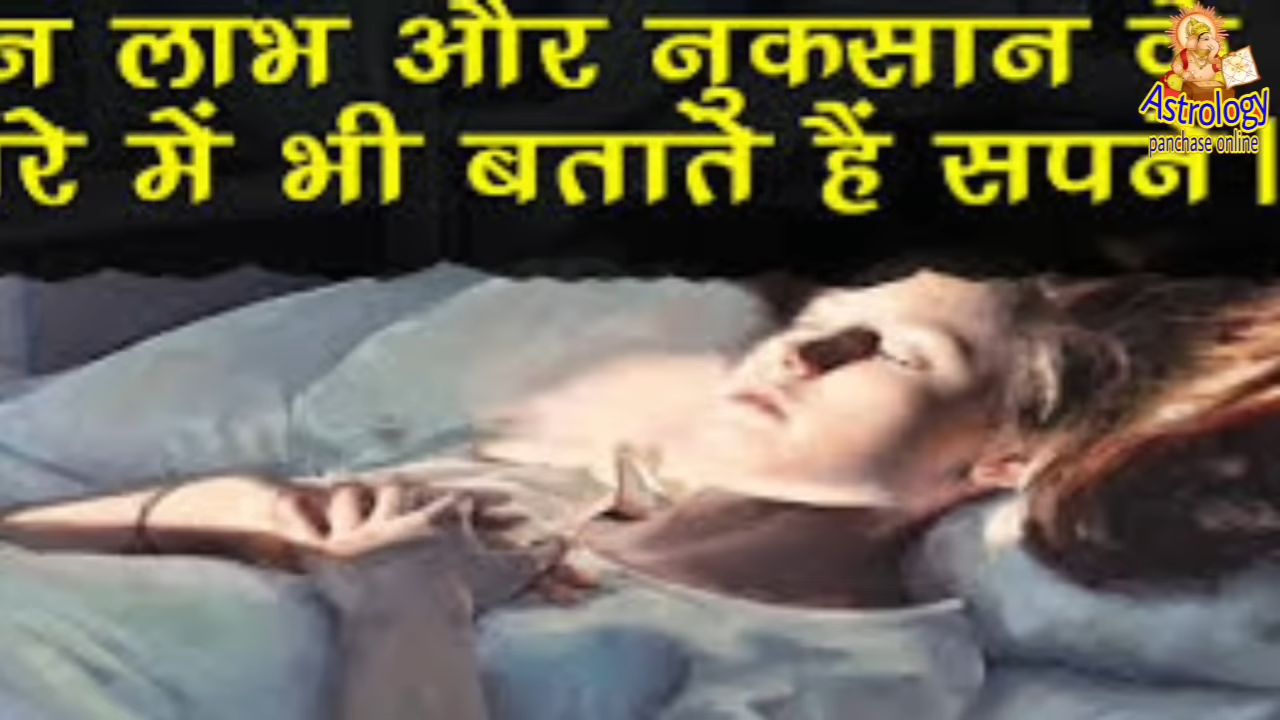 न लाभ और नुकसान के
रे में भी बताते हैं सपने।
Astrology
panchase online